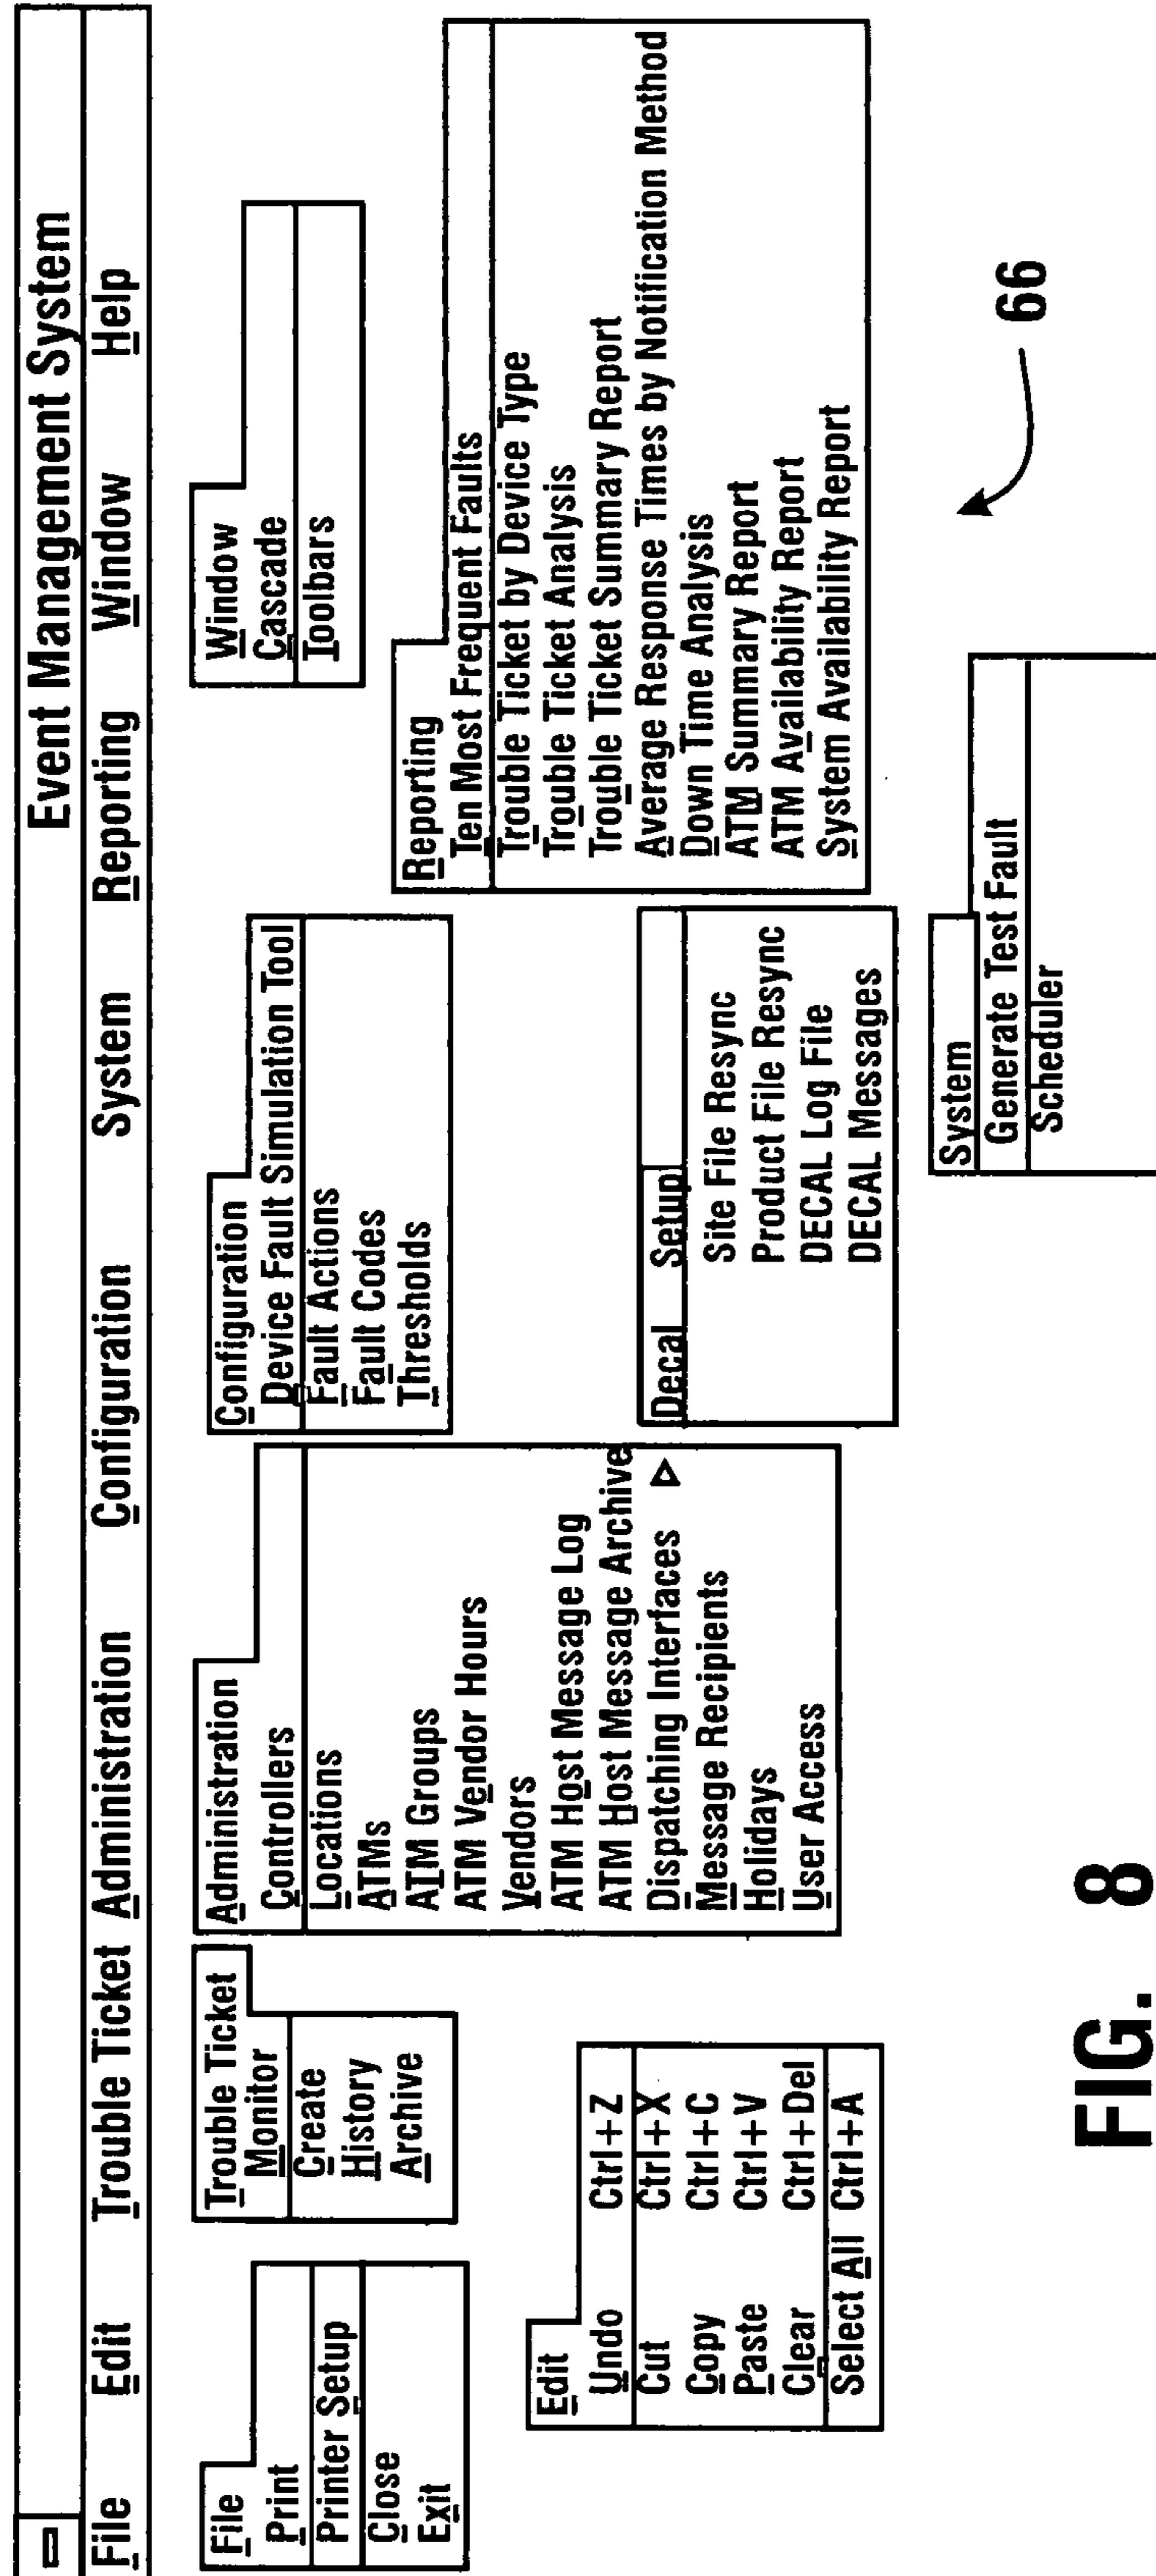 Event Management System
File Edit Trouble Ticket Administration Configuration System Reporting Window Help
File
Print
Printer Setup
Close
Exit
Edit
Undo Ctrl+Z
Cut Ctrl+X
Copy Ctrl+C
Paste Ctrl+V
Clear Ctrl+Del
Select All Ctrl+A
Trouble Ticket
Monitor
Create
History
Archive
Administration
Controllers
Locations
ATMs
ATM Groups
ATM Vendor Hours
Vendors
ATM Host Message Log
ATM Host Message Archive
Dispatching Interfaces
Message Recipients
Holidays
User Access
Configuration
Device Fault Simulation Tool
Fault Actions
Fault Codes
Thresholds
Decal Setup
Site File Resync
Product File Resync
DECAL Log File
DECAL Messages
System
Generate Test Fault
Scheduler
Window
Cascade
Toolbars
Reporting
Ten Most Frequent Faults
Trouble Ticket by Device Type
Trouble Ticket Analysis
Trouble Ticket Summary Report
Average Response Times by Notification Method
Down Time Analysis
ATM Summary Report
ATM Availability Report
System Availability Report
66
FIG. 8